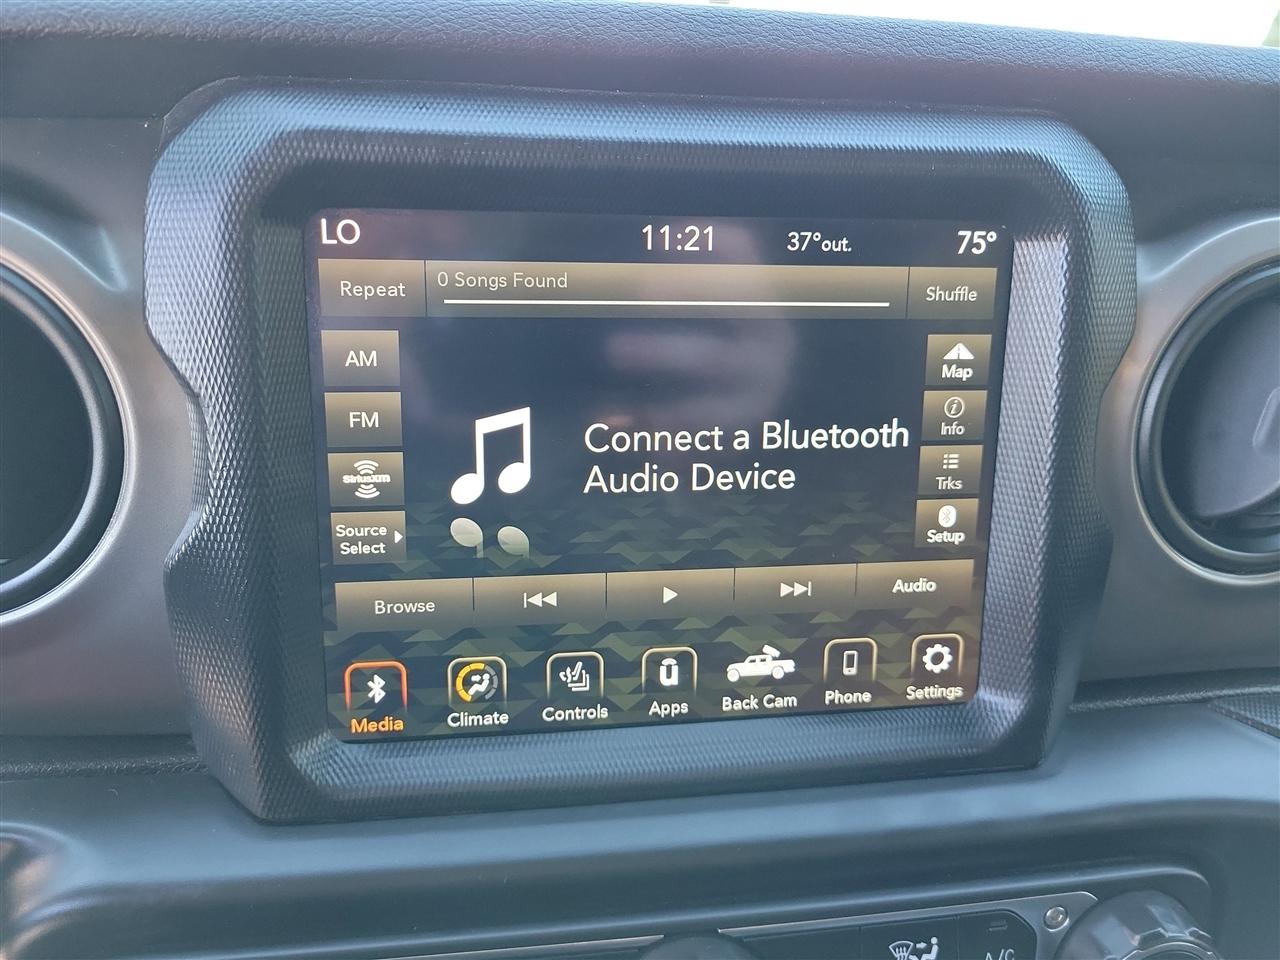 LO
11:21
37°out.
75°
Repeat
0 Songs Found
Shuffle
AM
FM
SiriusXM
Source
Select
Connect a Bluetooth
Audio Device
Map
i
Info
Trks
Setup
Browse
Audio
Media
Climate
Controls
u
Apps
Back Cam
Phone
Settings
A/C